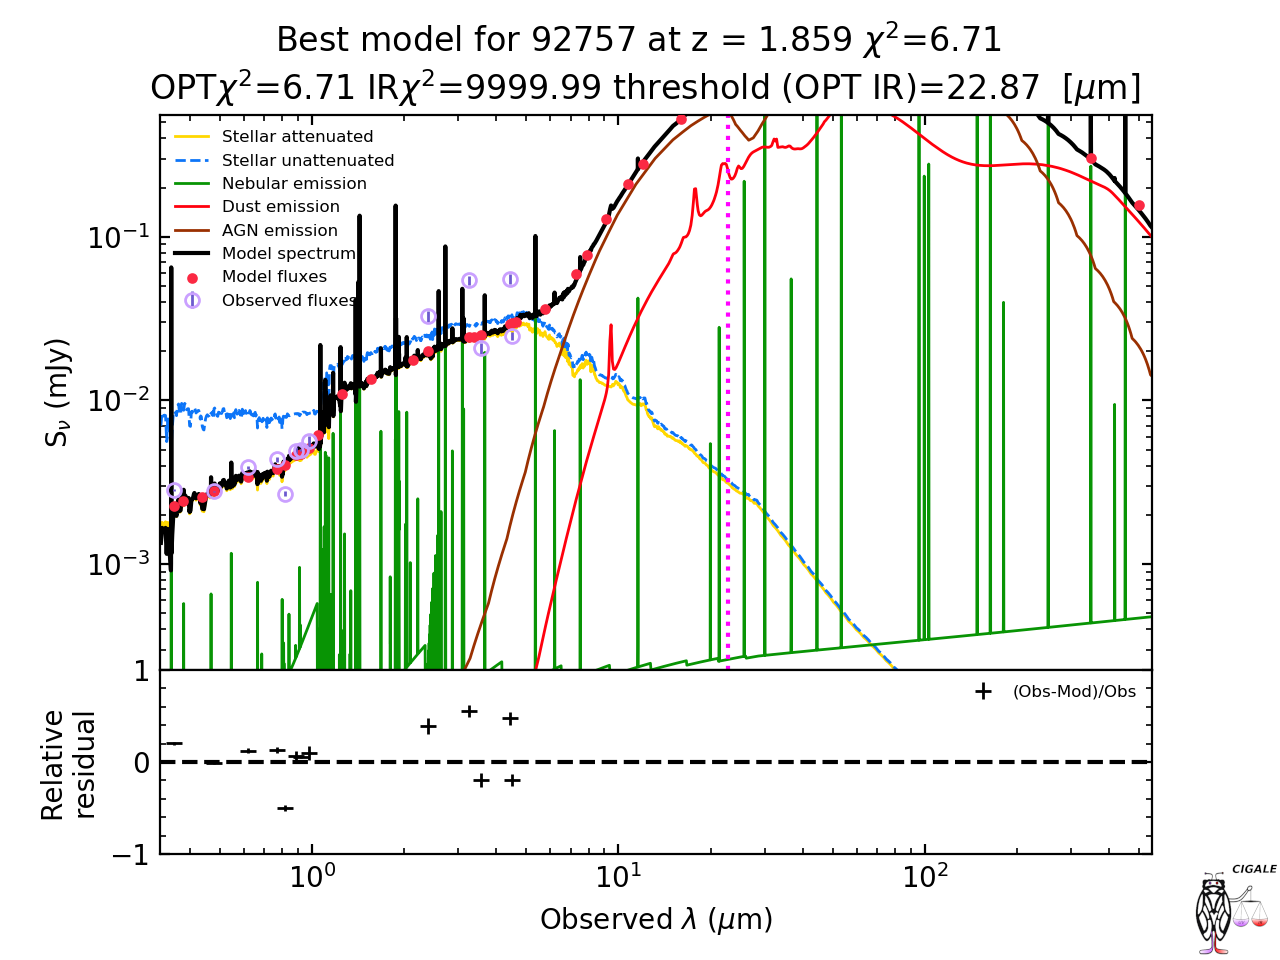 Best model for 92757 at z = 1.859 χ²=6.71
OPTχ²=6.71 IRχ²=9999.99 threshold (OPT IR)=22.87 [μm]
Stellar attenuated
Stellar unattenuated
Nebular emission
Dust emission
AGN emission
Model spectrum
Model fluxes
Observed fluxes
S_ν (mJy)
10⁻¹
10⁻²
10⁻³
(Obs-Mod)/Obs
Relative
residual
1
0
−1
10⁰ 10¹ 10²
Observed λ (μm)
CIGALE